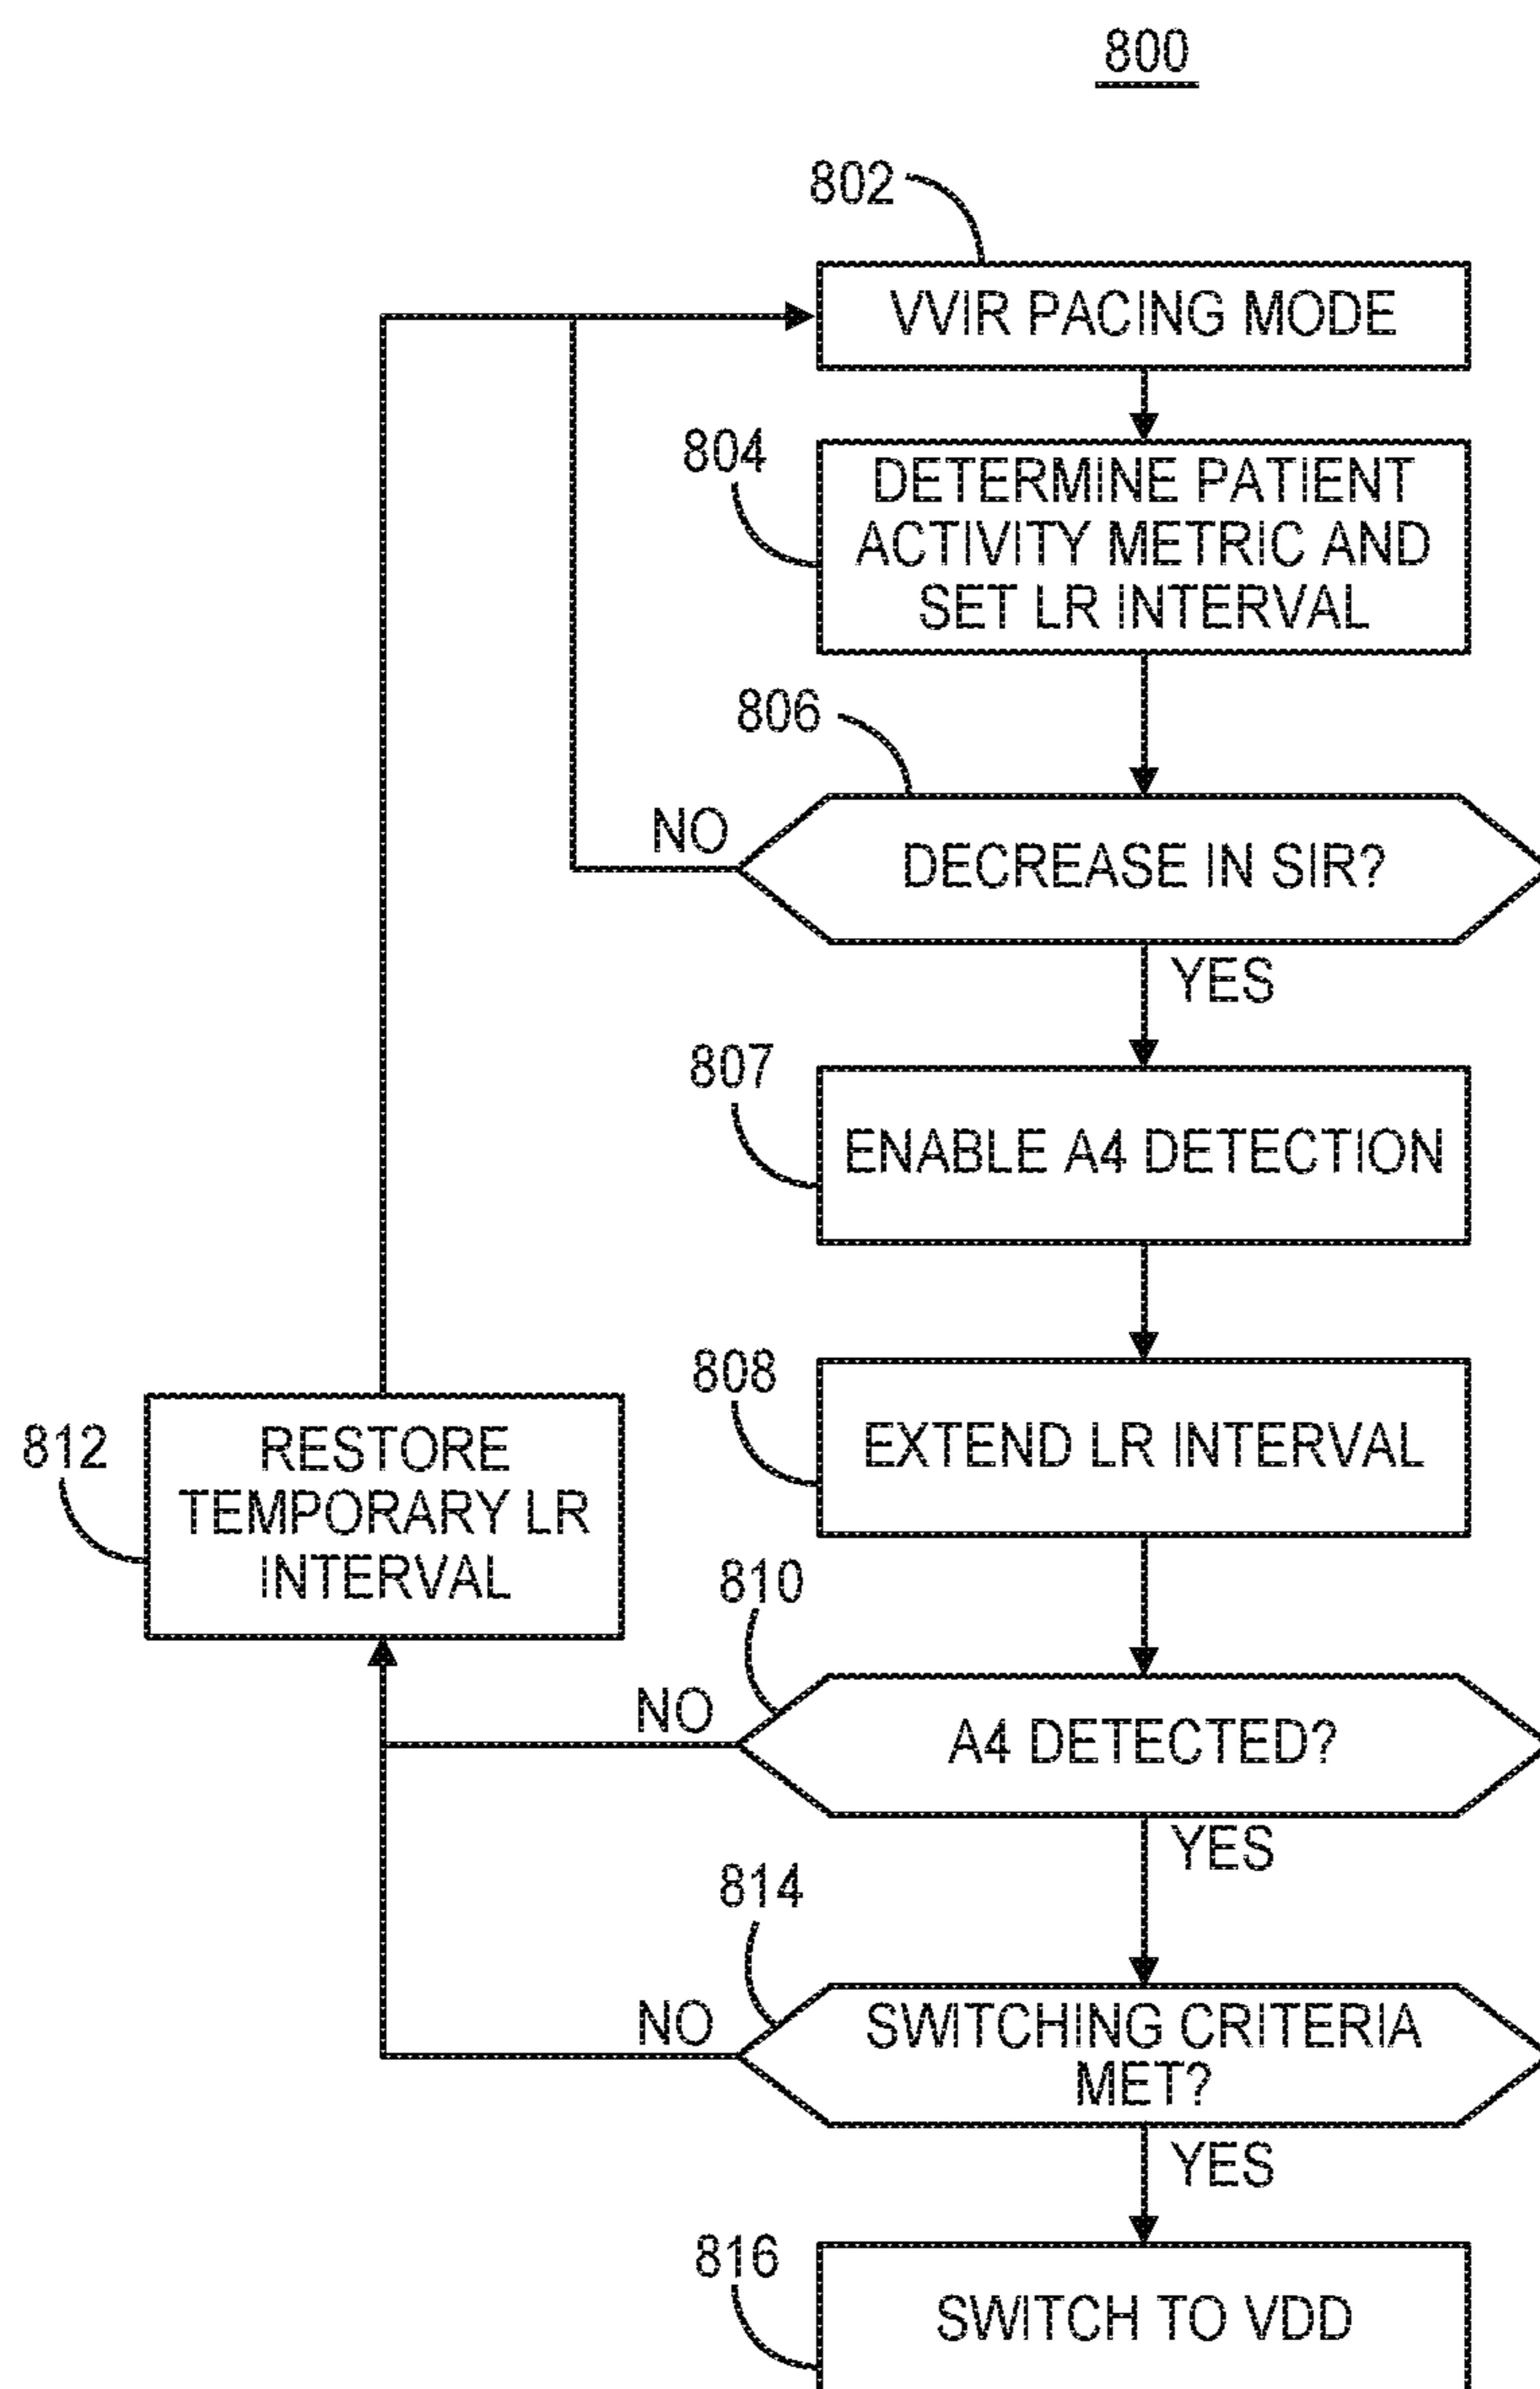 800
802
VVIR PACING MODE
804
DETERMINE PATIENT
ACTIVITY METRIC AND
SET LR INTERVAL
806
NO
DECREASE IN SIR?
YES
807
ENABLE A4 DETECTION
808
EXTEND LR INTERVAL
812
RESTORE
TEMPORARY LR
INTERVAL
810
NO
A4 DETECTED?
YES
814
NO
SWITCHING CRITERIA
MET?
YES
816
SWITCH TO VDD